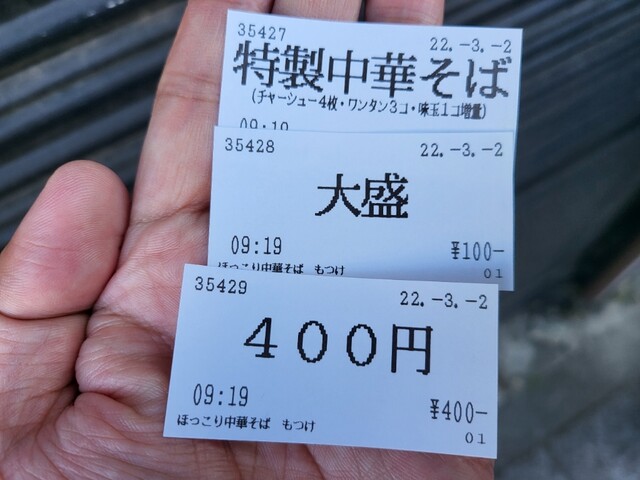 35427 22.-3.-2
特製中華そば
(チャーシュー4枚・ワンタン3コ・味玉1コ増量)
09:19
35428 22.-3.-2
大盛
09:19 ¥100-
ほっこり中華そば もつけ 01
35429 22.-3.-2
400円
09:19 ¥400-
ほっこり中華そば もつけ 01